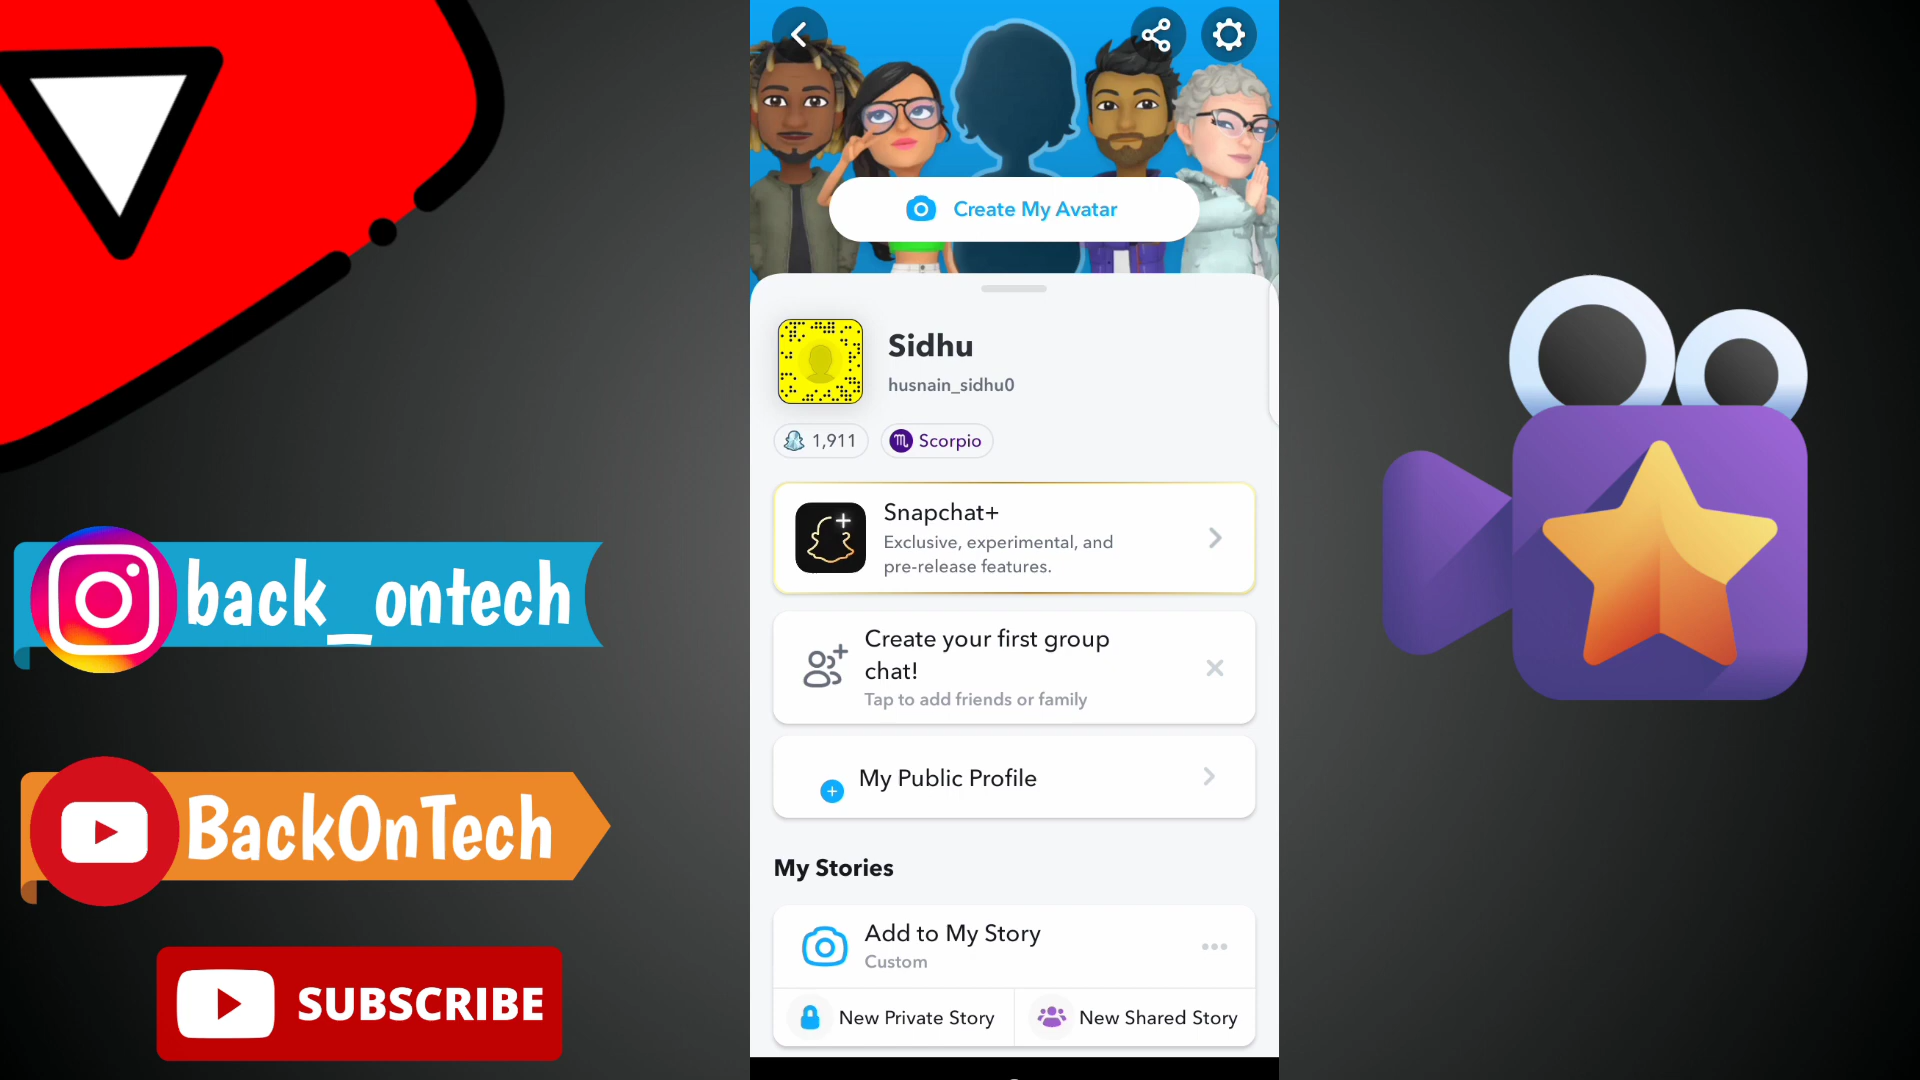 Create My Avatar
Sidhu
husnain_sidhu0
1,911
Scorpio
Snapchat+
Exclusive, experimental, and
pre-release features.
Create your first group
chat!
Tap to add friends or family
My Public Profile
My Stories
Add to My Story
Custom
New Private Story
New Shared Story
back_ontech
BackOnTech
SUBSCRIBE